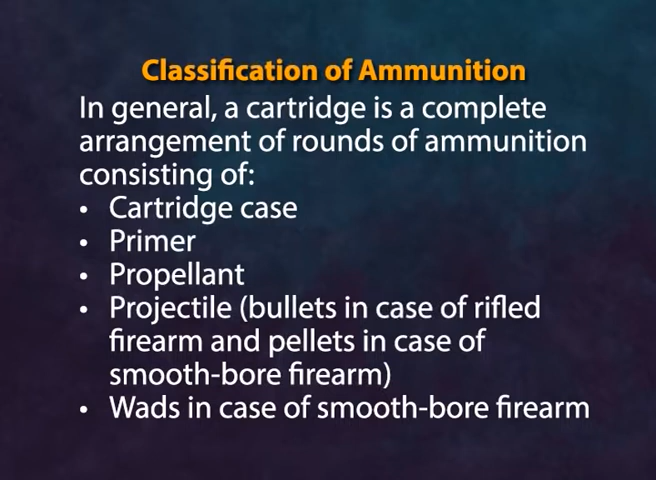 Classification of Ammunition
In general, a cartridge is a complete
arrangement of rounds of ammunition
consisting of:
• Cartridge case
• Primer
• Propellant
• Projectile (bullets in case of rifled
firearm and pellets in case of
smooth-bore firearm)
• Wads in case of smooth-bore firearm